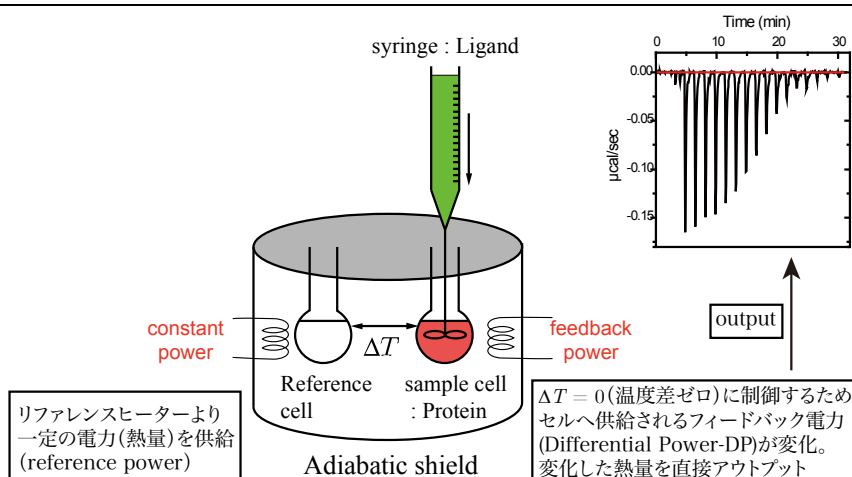 syringe : Ligand
Time (min)
0 10 20 30
0.00
-0.05
-0.10
-0.15
µcal/sec
constant
power
ΔT
feedback
power
output
Reference
cell
sample cell
: Protein
Adiabatic shield
リファレンスヒーターより
一定の電力(熱量)を供給
(reference power)
ΔT = 0(温度差ゼロ)に制御するため
セルへ供給されるフィードバック電力
(Differential Power-DP)が変化。
変化した熱量を直接アウトプット